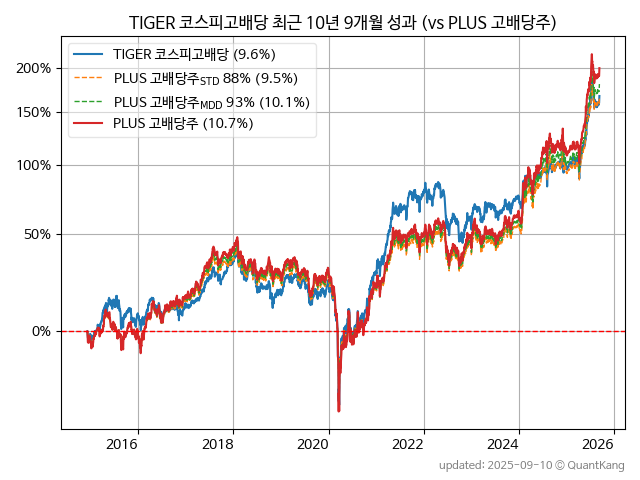 TIGER 코스피고배당 최근 10년 9개월 성과 (vs PLUS 고배당주)
TIGER 코스피고배당 (9.6%)
PLUS 고배당주STD 88% (9.5%)
PLUS 고배당주MDD 93% (10.1%)
PLUS 고배당주 (10.7%)
200%
150%
100%
50%
0%
2016 2018 2020 2022 2024 2026
updated: 2025-09-10 © QuantKang